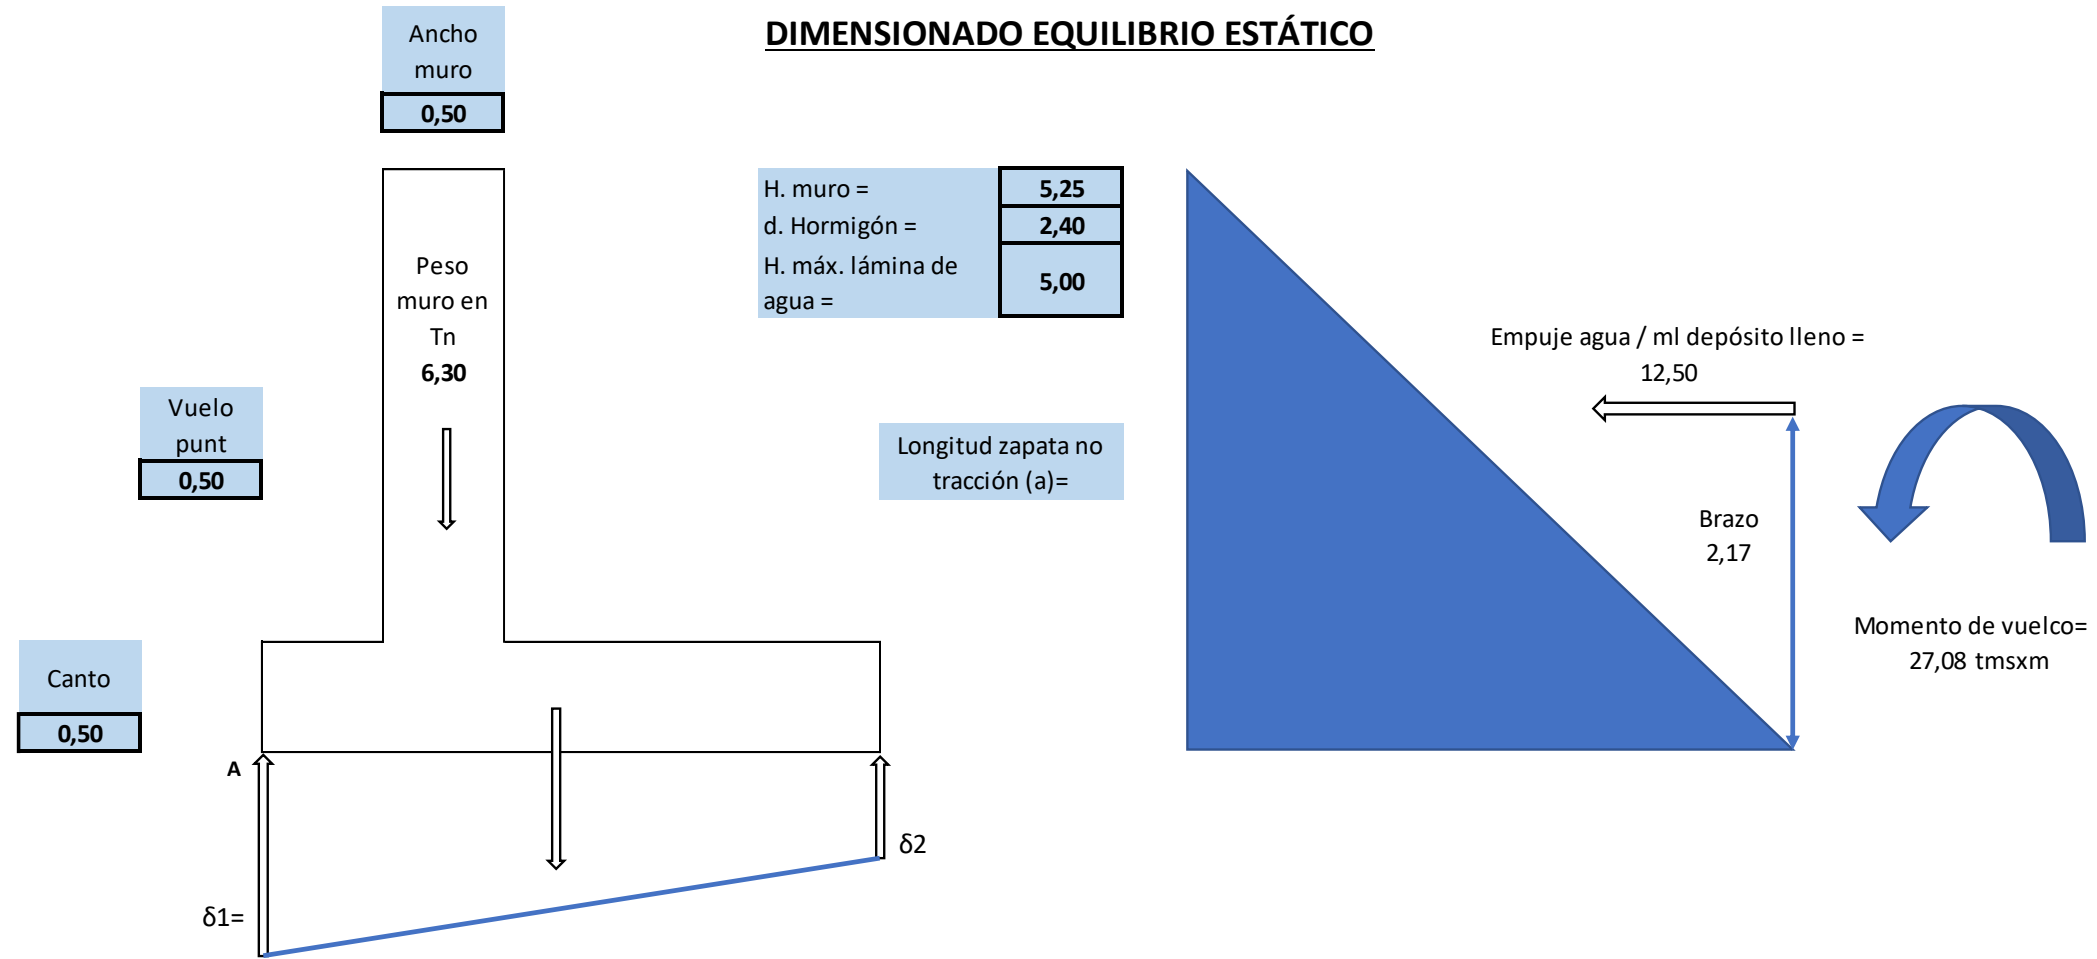 DIMENSIONADO EQUILIBRIO ESTÁTICO
Ancho
muro
0,50
H. muro =
5,25
d. Hormigón =
2,40
H. máx. lámina de
agua =
5,00
Peso
muro en
Tn
6,30
Empuje agua / ml depósito lleno =
12,50
Vuelo
punt
0,50
Longitud zapata no
tracción (a)=
Brazo
2,17
Momento de vuelco=
27,08 tmsxm
Canto
0,50
A
δ2
δ1=